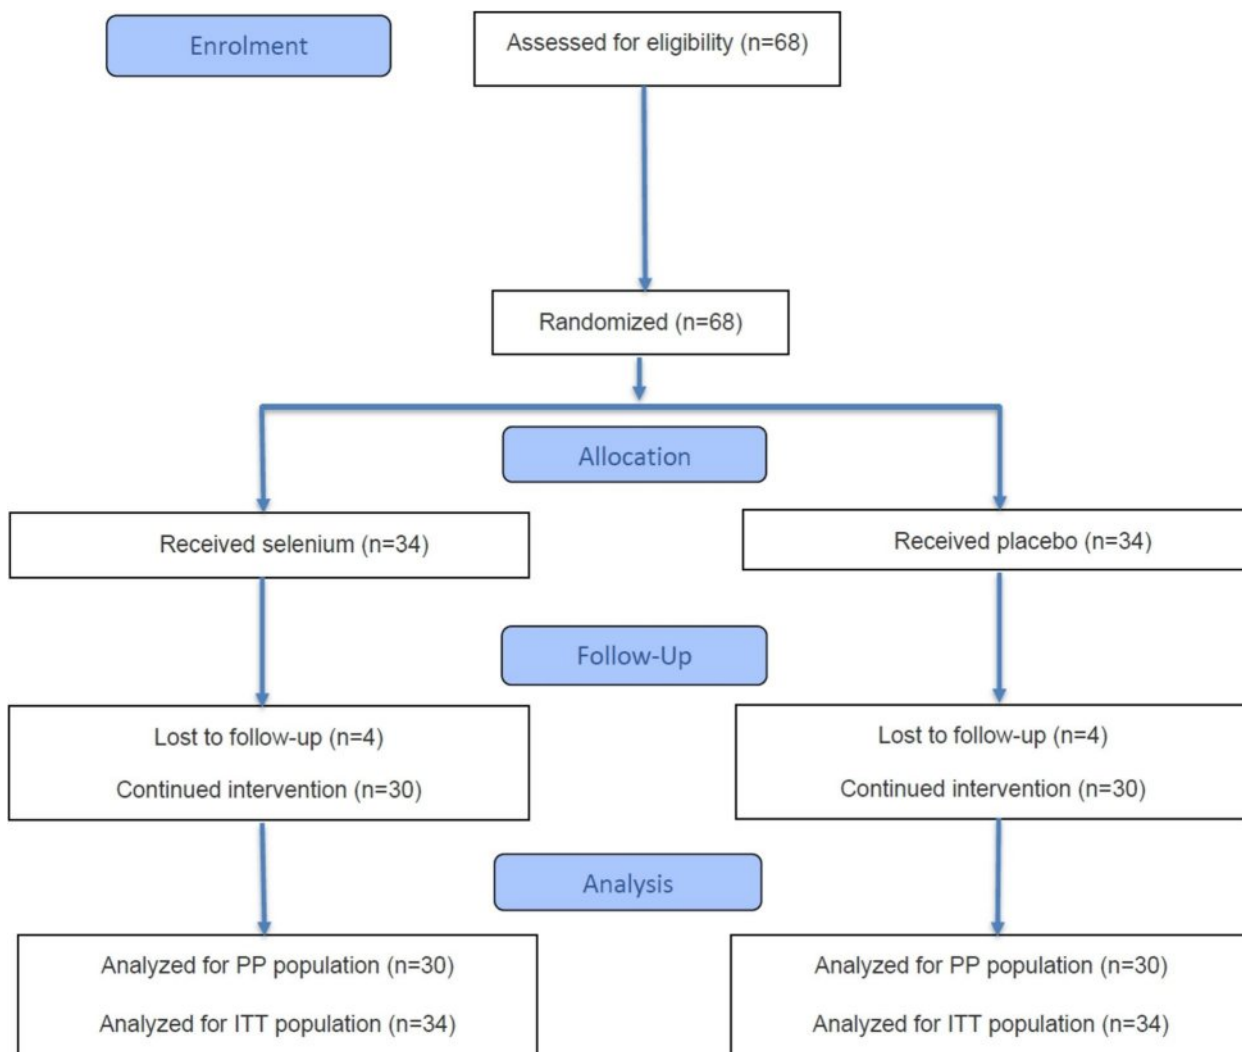 Enrolment
Assessed for eligibility (n=68)
Randomized (n=68)
Allocation
Received selenium (n=34)
Received placebo (n=34)
Follow-Up
Lost to follow-up (n=4)
Continued intervention (n=30)
Lost to follow-up (n=4)
Continued intervention (n=30)
Analysis
Analyzed for PP population (n=30)
Analyzed for ITT population (n=34)
Analyzed for PP population (n=30)
Analyzed for ITT population (n=34)